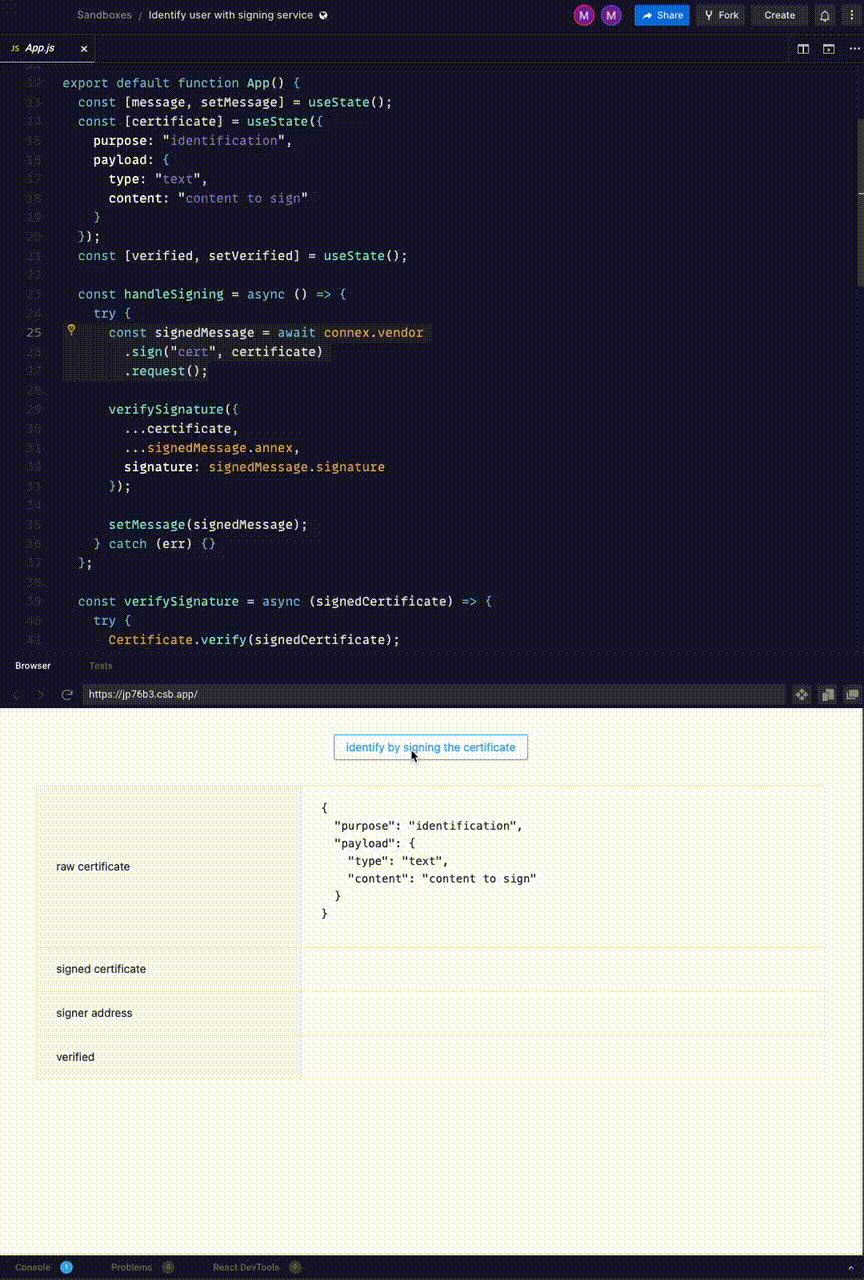 Sandboxes / Identify user with signing service
M M Share Fork Create
JS App.js ×
12 export default function App() {
13 const [message, setMessage] = useState();
14 const [certificate] = useState({
15 purpose: "identification",
16 payload: {
17 type: "text",
18 content: "content to sign"
19 }
20 });
21 const [verified, setVerified] = useState();
22
23 const handleSigning = async () => {
24 try {
25 const signedMessage = await connex.vendor
26 .sign("cert", certificate)
27 .request();
28
29 verifySignature({
30 ...certificate,
31 ...signedMessage.annex,
32 signature: signedMessage.signature
33 });
34
35 setMessage(signedMessage);
36 } catch (err) {}
37 };
38
39 const verifySignature = async (signedCertificate) => {
40 try {
41 Certificate.verify(signedCertificate);
Browser Tests
https://jp76b3.csb.app/
identify by signing the certificate
raw certificate
{
"purpose": "identification",
"payload": {
"type": "text",
"content": "content to sign"
}
}
signed certificate
signer address
verified
Console 1 Problems 0 React DevTools 0